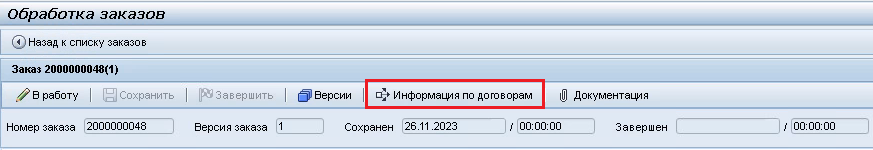 Обработка заказов
Назад к списку заказов
Заказ 2000000048(1)
В работу Сохранить Завершить Версии Информация по договорам Документация
Номер заказа 2000000048 Версия заказа 1 Сохранен 26.11.2023 / 00:00:00 Завершен / 00:00:00